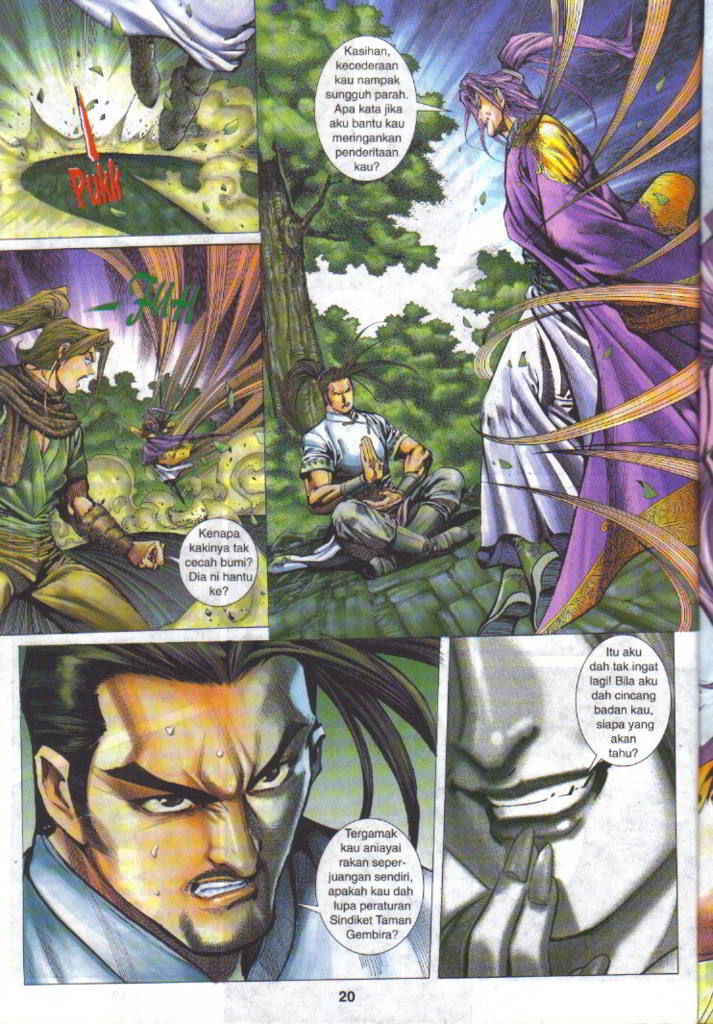 Pukk
FUH
Kenapa
kakinya tak
cecah bumi?
Dia ni hantu
ke?
Kasihan,
kecederaan
kau nampak
sungguh parah.
Apa kata jika
aku bantu kau
meringankan
penderitaan
kau?
Tergamak
kau aniayai
rakan seper-
juangan sendiri,
apakah kau dah
lupa peraturan
Sindiket Taman
Gembira?
Itu aku
dah tak ingat
lagi! Bila aku
dah cincang
badan kau,
siapa yang
akan
tahu?
20